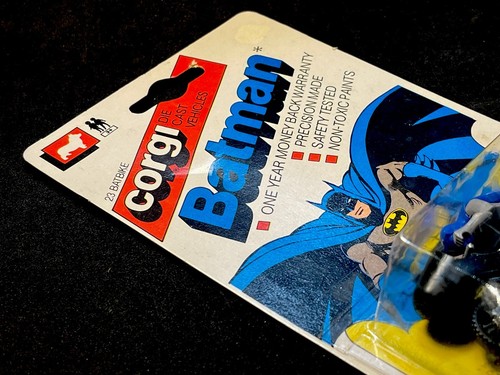 23 BATBIKE
corgi
DIE
CAST
VEHICLES
Batman*
ONE YEAR MONEY BACK WARRANTY
PRECISION MADE
SAFETY TESTED
NON-TOXIC PAINTS